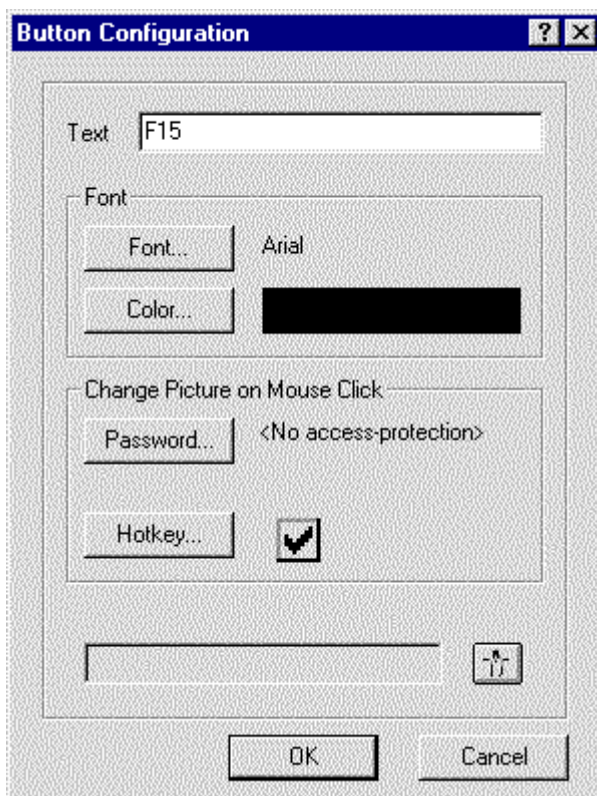 Button Configuration
Text F15
Font
Font... Arial
Color...
Change Picture on Mouse Click
Password... <No access-protection>
Hotkey...
OK Cancel